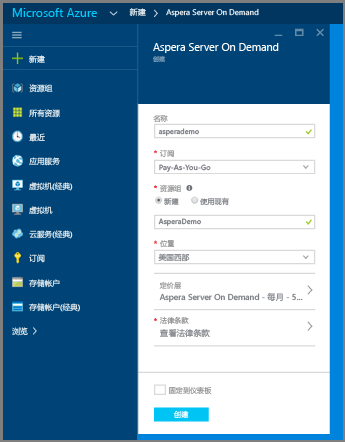 Microsoft Azure 新建 > Aspera Server On Demand
Aspera Server On Demand
创建
新建
资源组
所有资源
最近
应用服务
虚拟机(经典)
虚拟机
云服务(经典)
订阅
存储帐户
存储帐户(经典)
浏览 >
名称
asperademo
* 订阅
Pay-As-You-Go
* 资源组
新建 使用现有
AsperaDemo
* 位置
美国西部
定价层
Aspera Server On Demand - 每月 - 5...
* 法律条款
查看法律条款
固定到仪表板
创建